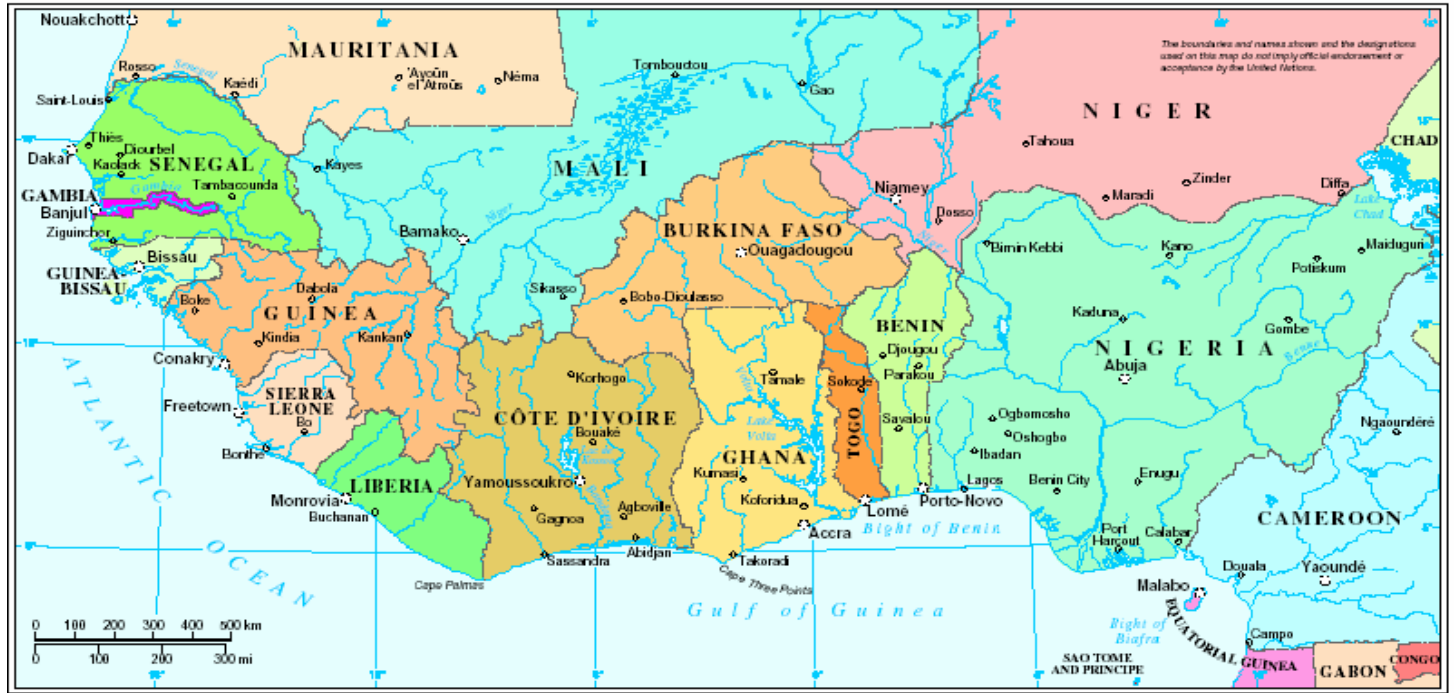 Nouakchott
MAURITANIA
Rosso
Senegal
Kaédi
'Ayoûn
el 'Atroûs
Néma
Tombouctou
Gao
The boundaries and names shown and the designations
used on this map do not imply official endorsement or
acceptance by the United Nations.
NIGER
Saint-Louis
Thiès
Dakar
Diourbel
Kaolack
SENEGAL
Kayes
MALI
Tahoua
CHAD
Gambia
Tambacounda
GAMBIA
Banjul
Niamey
Zinder
Maradi
Diffa
Lake
Chad
Ziguinchor
Niger
Dosso
Bamako
BURKINA FASO
Ouagadougou
Niger
Birnin Kebbi
Kano
Maiduguri
Potiskum
Bissau
GUINEA-
BISSAU
Boke
Dabola
Sikasso
Bobo-Dioulasso
GUINEA
Kindia
Kankan
BENIN
Djougou
Parakou
Kaduna
Gombe
NIGERIA
Benue
Abuja
Conakry
10°
SIERRA
LEONE
Freetown
Bo
Bonthe
Korhogo
Volta
Tamale
Sokode
CÔTE D'IVOIRE
Bouaké
Lake
Volta
TOGO
Savalou
Ogbomosho
Oshogbo
Ibadan
Ngaoundéré
ATLANTIC OCEAN
LIBERIA
Monrovia
Buchanan
Yamoussoukro
GHANA
Kumasi
Koforidua
Gagnoa
Agboville
Lomé
Porto-Novo
Lagos
Benin City
Enugu
Accra
Bight of Benin
CAMEROON
Port
Harcout
Calabar
5°
Sassandra
Abidjan
Takoradi
Cape Palmas
Cape Three Points
Douala
Yaoundé
Malabo
Gulf of Guinea
Bight of
Biafra
EQUATORIAL GUINEA
Campo
0 100 200 300 400 500 km
0 100 200 300 mi
SAO TOME
AND PRINCIPE
GABON
CONGO